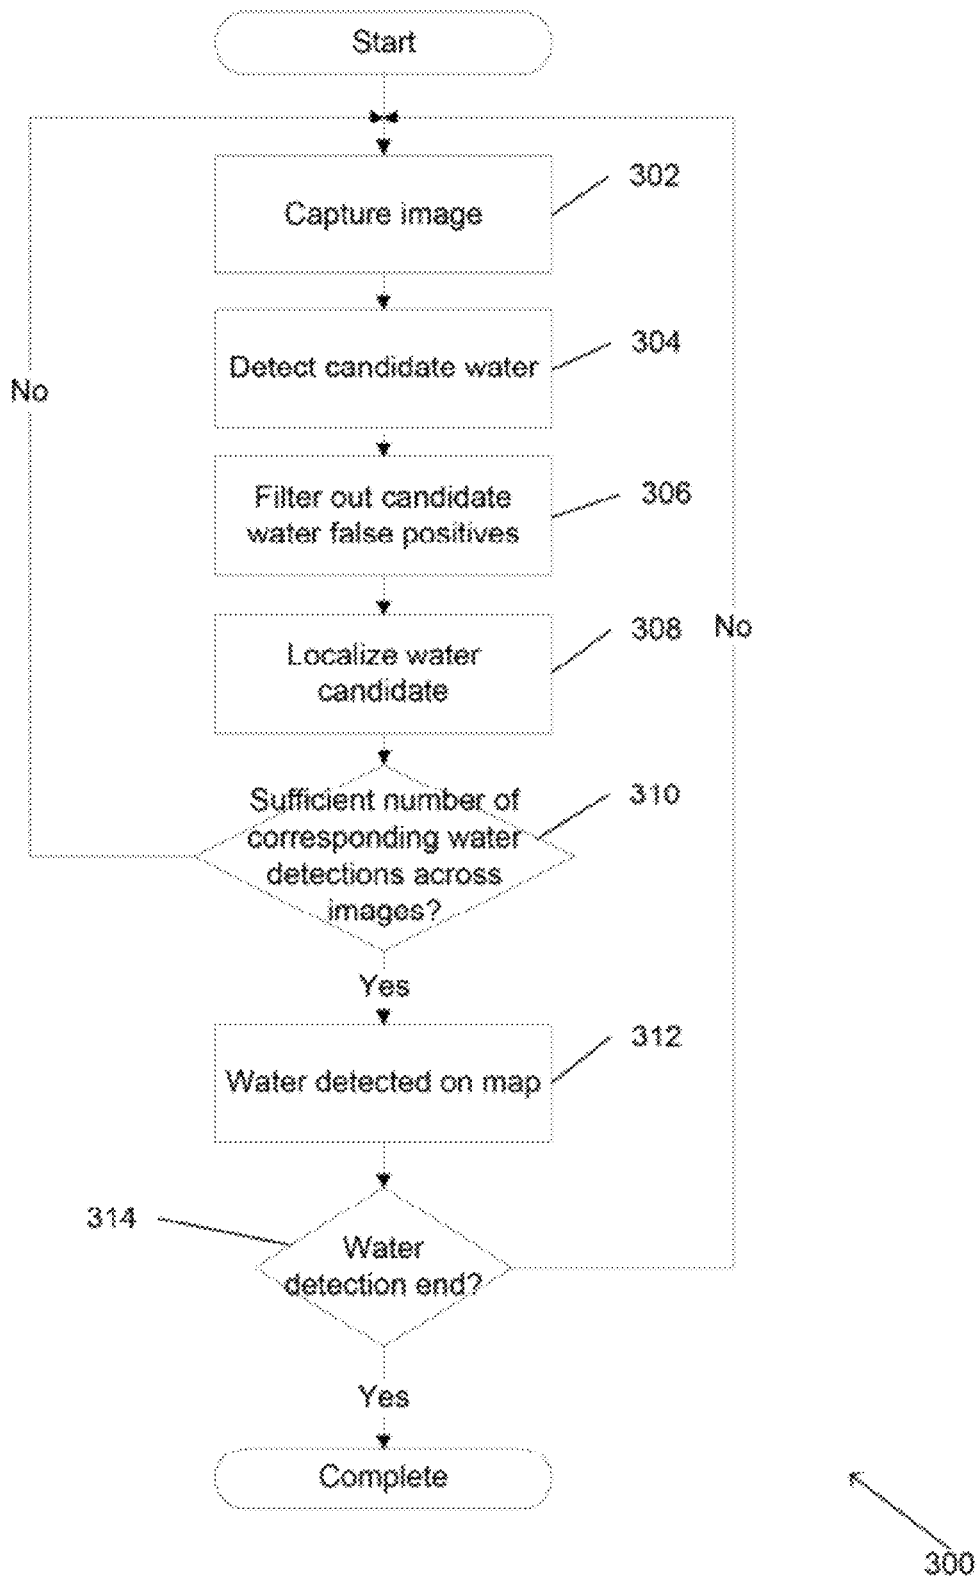 Start
302
Capture image
304
Detect candidate water
No
306
Filter out candidate
water false positives
308
No
Localize water
candidate
310
Sufficient number of
corresponding water
detections across
images?
Yes
312
Water detected on map
314
Water
detection end?
Yes
Complete
300